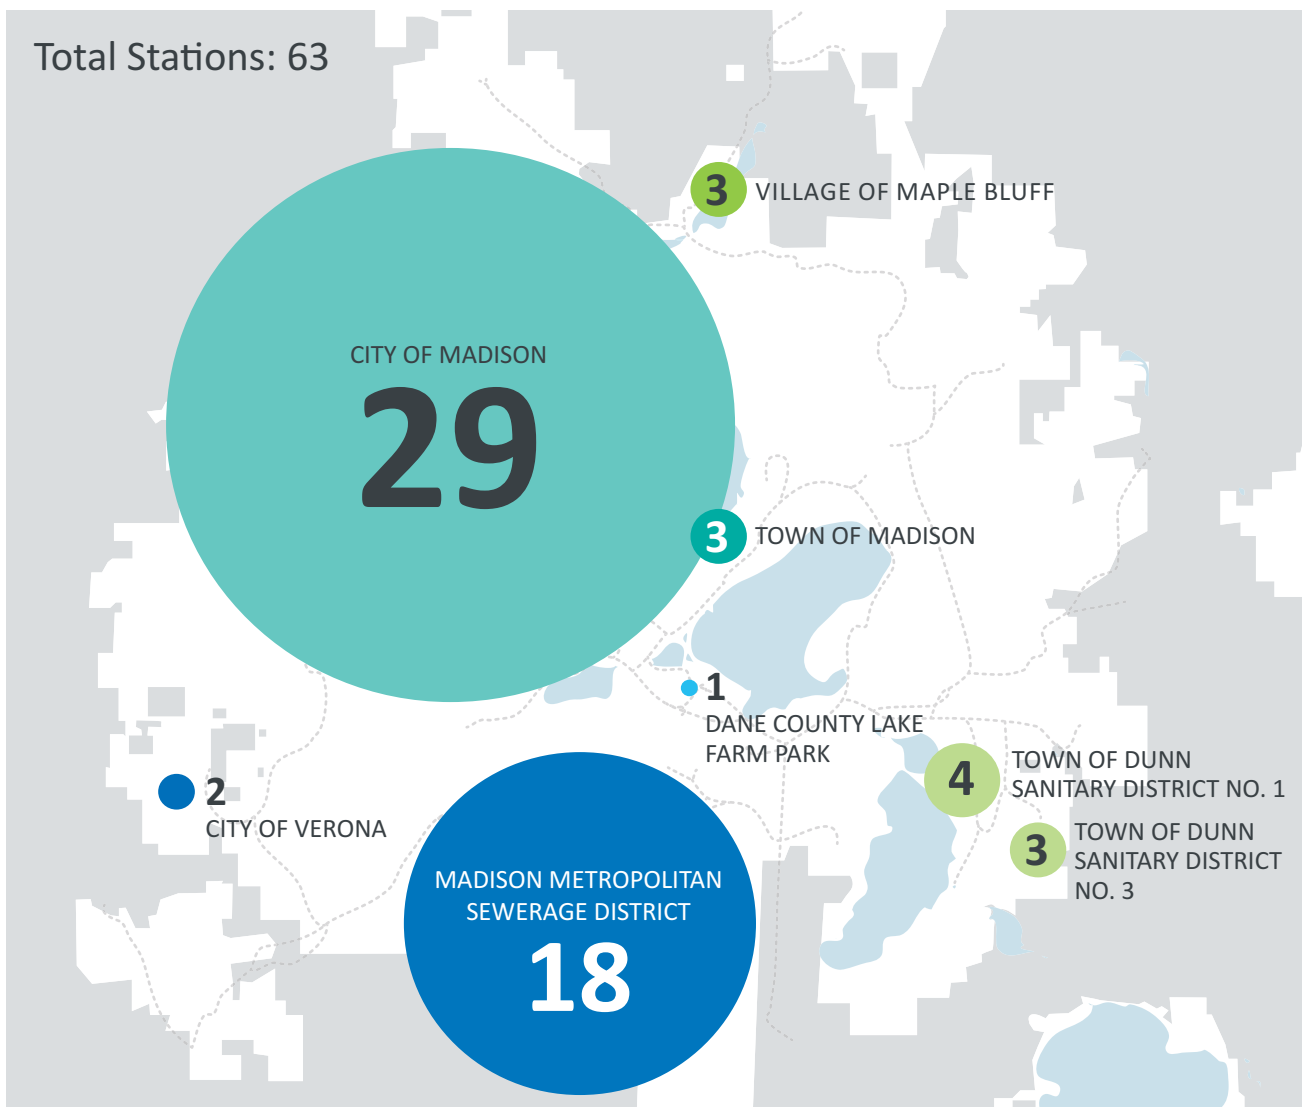 Total Stations: 63
3
VILLAGE OF MAPLE BLUFF
CITY OF MADISON
29
3
TOWN OF MADISON
1
DANE COUNTY LAKE
FARM PARK
2
CITY OF VERONA
4
TOWN OF DUNN
SANITARY DISTRICT NO. 1
3
TOWN OF DUNN
SANITARY DISTRICT
NO. 3
MADISON METROPOLITAN
SEWERAGE DISTRICT
18